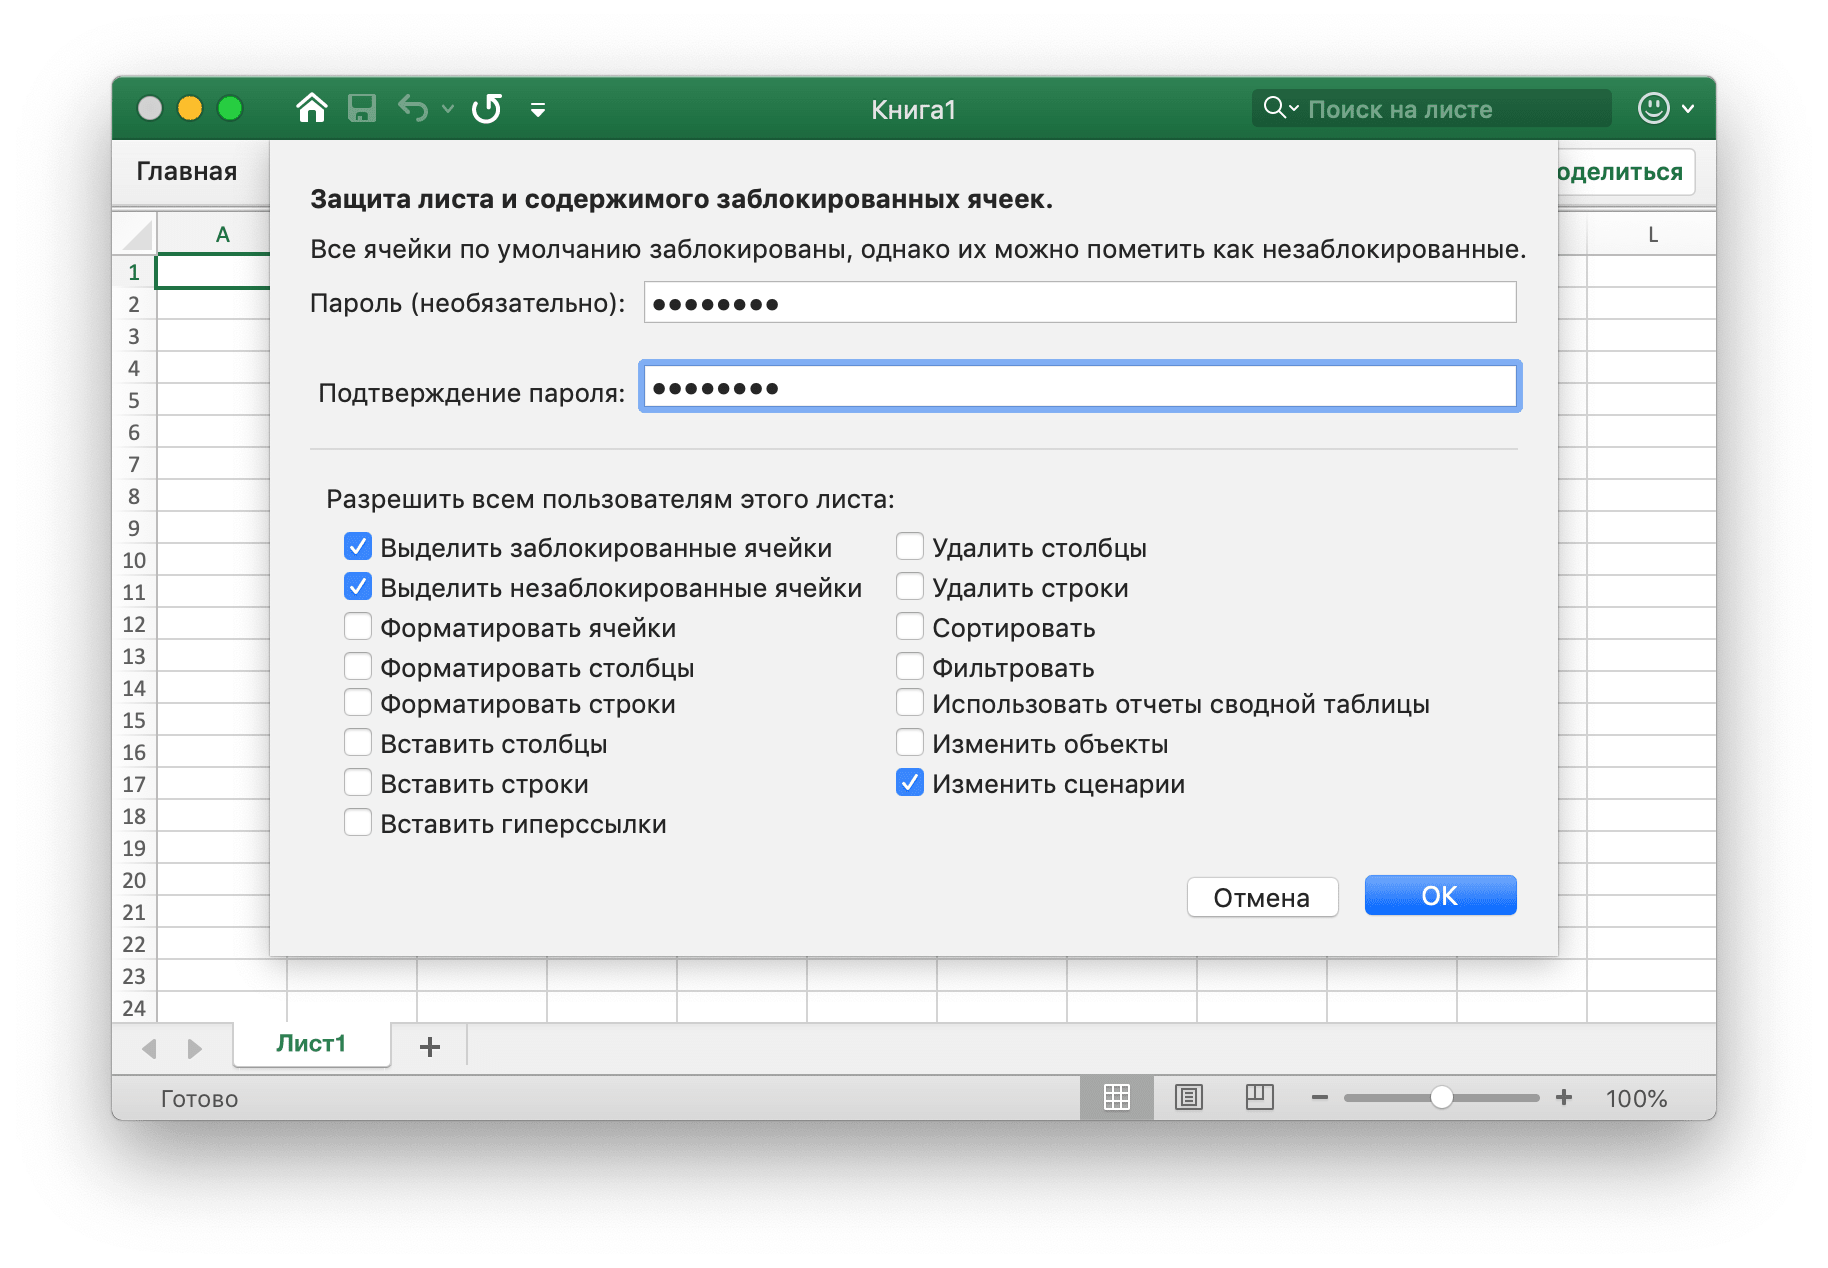 Книга1
Поиск на листе
Главная
оделиться
Защита листа и содержимого заблокированных ячеек.
Все ячейки по умолчанию заблокированы, однако их можно пометить как незаблокированные.
Пароль (необязательно): ●●●●●●●●
Подтверждение пароля: ●●●●●●●●
Разрешить всем пользователям этого листа:
Выделить заблокированные ячейки
Выделить незаблокированные ячейки
Форматировать ячейки
Форматировать столбцы
Форматировать строки
Вставить столбцы
Вставить строки
Вставить гиперссылки
Удалить столбцы
Удалить строки
Сортировать
Фильтровать
Использовать отчеты сводной таблицы
Изменить объекты
Изменить сценарии
Отмена
ОК
A
L
1
2
3
4
5
6
7
8
9
10
11
12
13
14
15
16
17
18
19
20
21
22
23
24
Лист1
Готово
100%